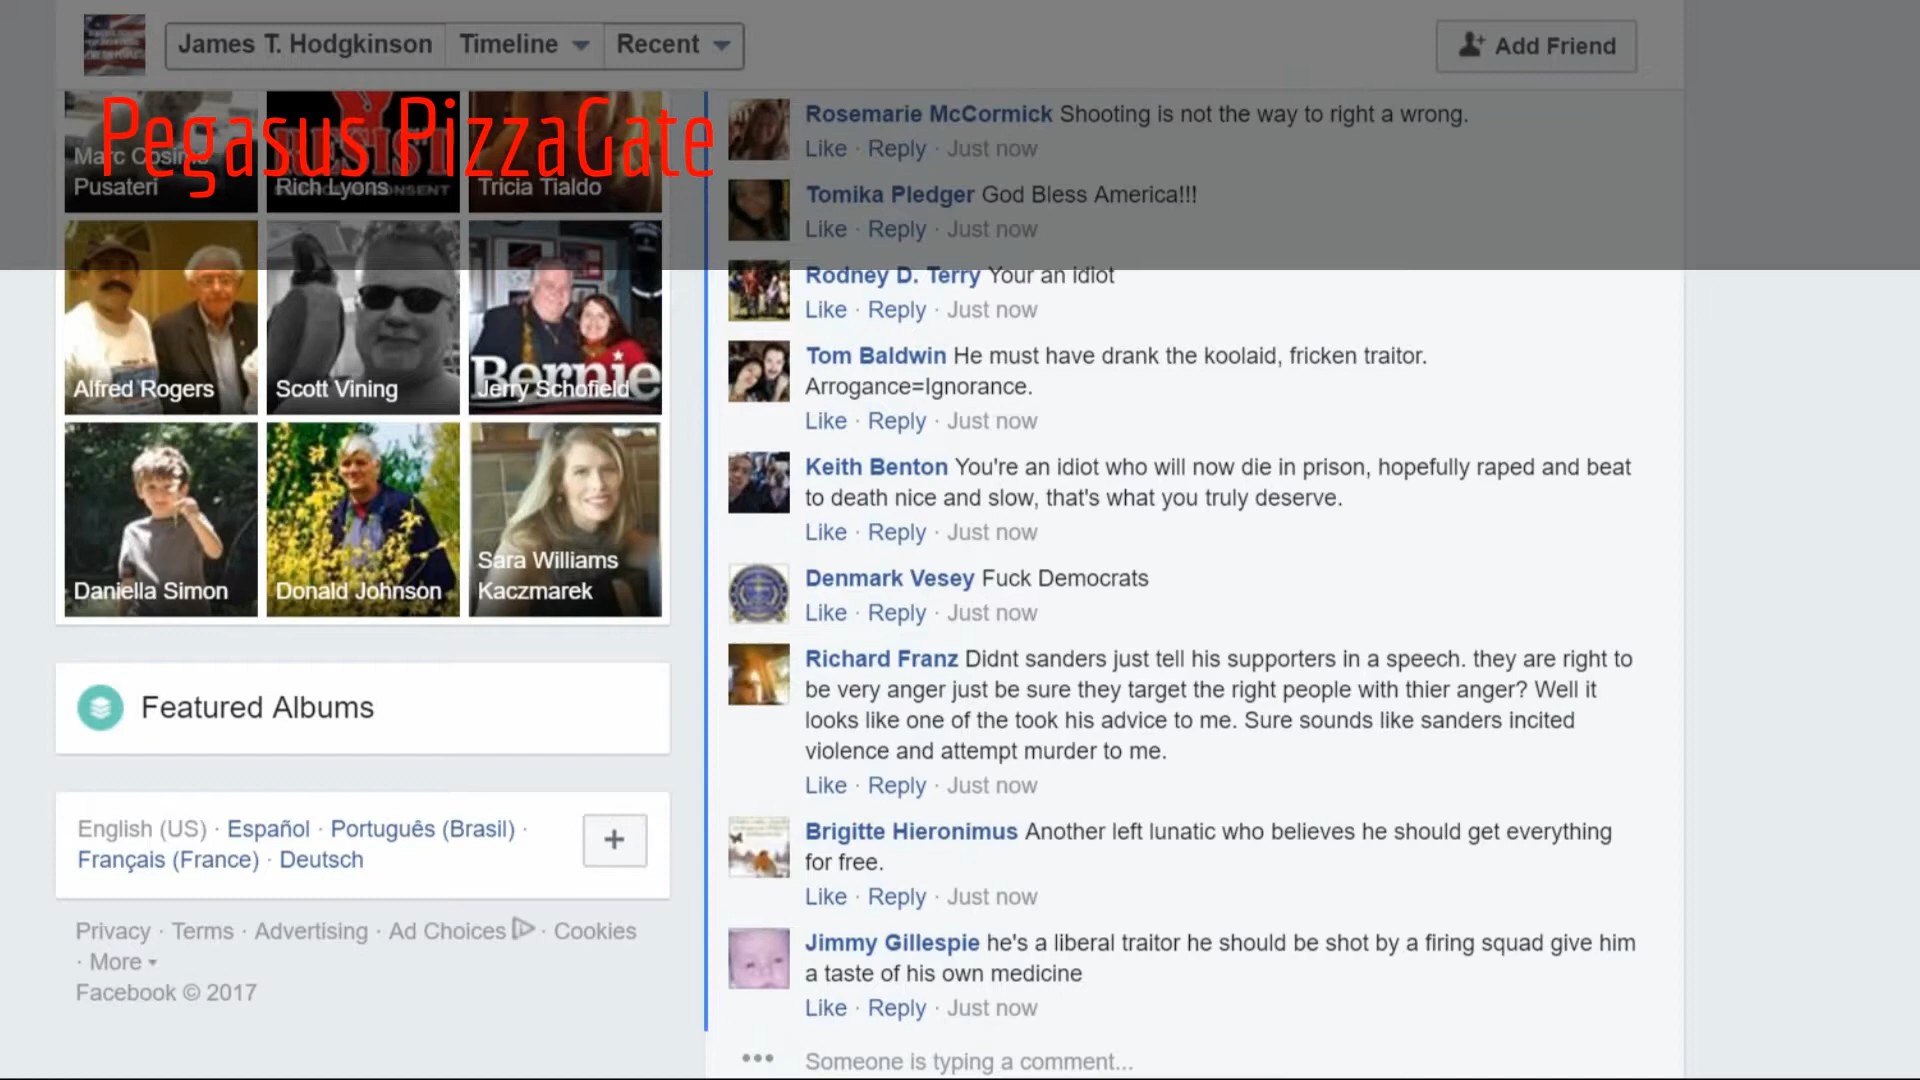 James T. Hodgkinson Timeline Recent Add Friend
Pegasus PizzaGate
Marc Cosimo
Pusateri
Rich Lyons
Tricia Tialdo
Alfred Rogers
Scott Vining
Bernie
Jerry Schofield
Daniella Simon
Donald Johnson
Sara Williams
Kaczmarek
Featured Albums
English (US) · Español · Português (Brasil) ·
Français (France) · Deutsch
+
Privacy · Terms · Advertising · Ad Choices · Cookies
· More
Facebook © 2017
Rosemarie McCormick Shooting is not the way to right a wrong.
Like · Reply · Just now
Tomika Pledger God Bless America!!!
Like · Reply · Just now
Rodney D. Terry Your an idiot
Like · Reply · Just now
Tom Baldwin He must have drank the koolaid, fricken traitor.
Arrogance=Ignorance.
Like · Reply · Just now
Keith Benton You're an idiot who will now die in prison, hopefully raped and beat
to death nice and slow, that's what you truly deserve.
Like · Reply · Just now
Denmark Vesey Fuck Democrats
Like · Reply · Just now
Richard Franz Didnt sanders just tell his supporters in a speech. they are right to
be very anger just be sure they target the right people with thier anger? Well it
looks like one of the took his advice to me. Sure sounds like sanders incited
violence and attempt murder to me.
Like · Reply · Just now
Brigitte Hieronimus Another left lunatic who believes he should get everything
for free.
Like · Reply · Just now
Jimmy Gillespie he's a liberal traitor he should be shot by a firing squad give him
a taste of his own medicine
Like · Reply · Just now
Someone is typing a comment...